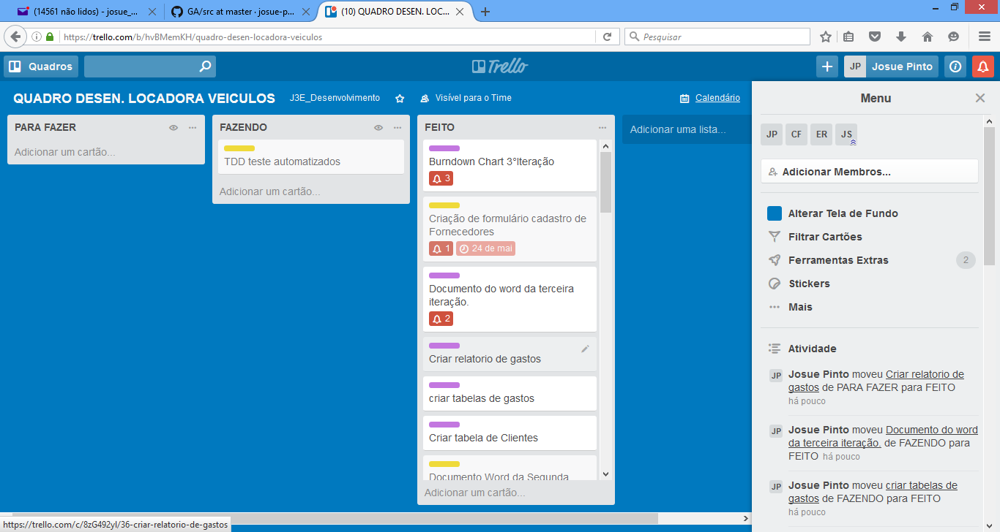 (14561 não lidos) - josue_...
GA/src at master · josue-p...
(10) QUADRO DESEN. LOC...
https://trello.com/b/hvBMemKH/quadro-desen-locadora-veiculos
Pesquisar
Quadros
Trello
JP Josue Pinto
QUADRO DESEN. LOCADORA VEICULOS
J3E_Desenvolvimento
Visível para o Time
Calendário
PARA FAZER
Adicionar um cartão...
FAZENDO
TDD teste automatizados
Adicionar um cartão...
FEITO
Burndown Chart 3°Iteração
3
Criação de formulário cadastro de
Fornecedores
1 24 de mai
Documento do word da terceira
iteração.
2
Criar relatorio de gastos
criar tabelas de gastos
Criar tabela de Clientes
Documento Word da Segunda
Adicionar um cartão...
Adicionar uma lista...
Menu
JP CF ER JS
Adicionar Membros...
Alterar Tela de Fundo
Filtrar Cartões
Ferramentas Extras 2
Stickers
Mais
Atividade
JP Josue Pinto moveu Criar relatorio de
gastos de PARA FAZER para FEITO
há pouco
JP Josue Pinto moveu Documento do word
da terceira iteração. de FAZENDO para
FEITO há pouco
JP Josue Pinto moveu criar tabelas de
gastos de FAZENDO para FEITO
há pouco
https://trello.com/c/8zG492yI/36-criar-relatorio-de-gastos